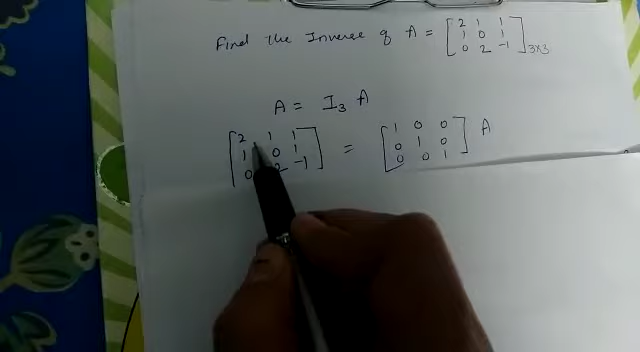 Find the Inverse of A = [ 2 1 1
1 0 1
0 2 -1 ]3x3
A = I3 A
[ 2 1 1
1 0 1
0 2 -1 ] = [ 1 0 0
0 1 0
0 0 1 ] A